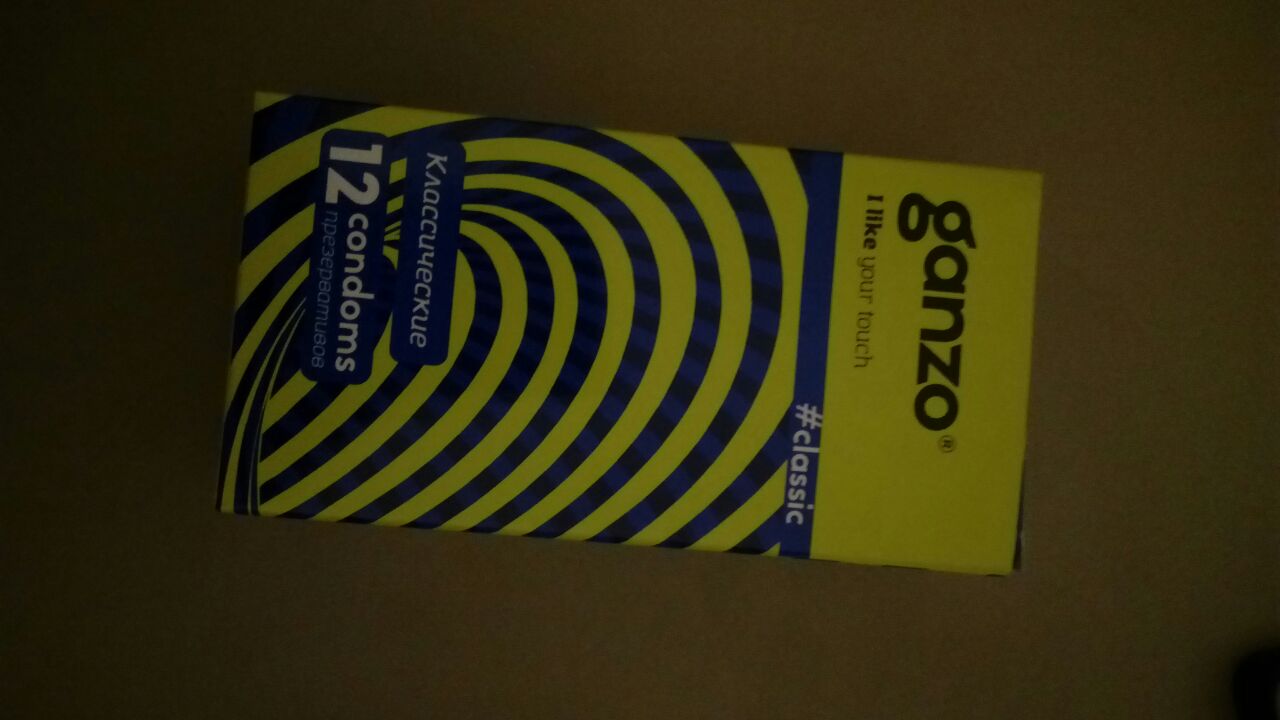 ganzo®
I like your touch
#classic
Классические
12 condoms
презервативов